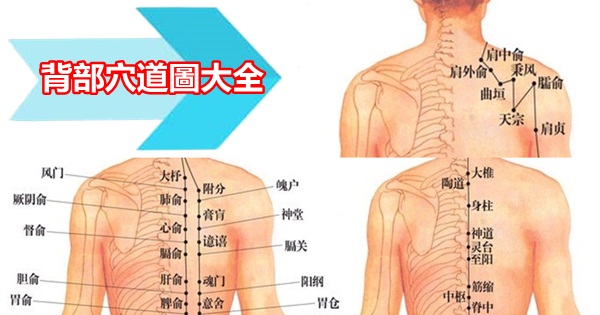 背部穴道圖大全
肩中俞
肩外俞
秉风
臑俞
曲垣
天宗
肩贞
风门
大杼
附分
魄户
厥阴俞
肺俞
膏肓
神堂
督俞
心俞
譩譆
膈关
膈俞
胆俞
肝俞
魂门
阳纲
胃俞
脾俞
意舍
胃仓
大椎
陶道
身柱
神道
灵台
至阳
筋缩
中枢
脊中